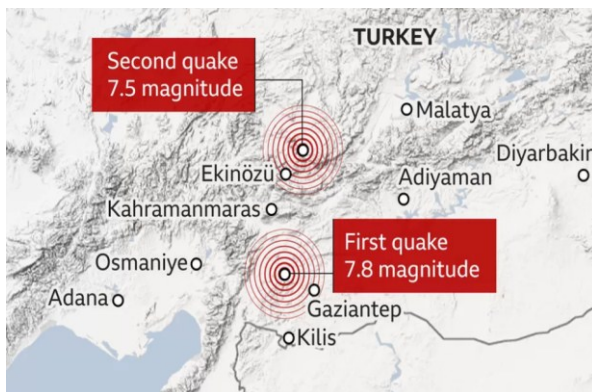 TURKEY
Second quake
7.5 magnitude
Malatya
Diyarbakir
Ekinözü
Adiyaman
Kahramanmaras
First quake
7.8 magnitude
Osmaniye
Adana
Gaziantep
Kilis